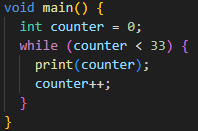 void main() {
  int counter = 0;
  while (counter < 33) {
    print(counter);
    counter++;
  }
}